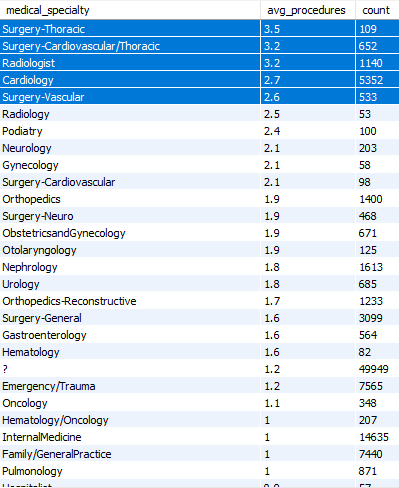 medical_specialty avg_procedures count
Surgery-Thoracic 3.5 109
Surgery-Cardiovascular/Thoracic 3.2 652
Radiologist 3.2 1140
Cardiology 2.7 5352
Surgery-Vascular 2.6 533
Radiology 2.5 53
Podiatry 2.4 100
Neurology 2.1 203
Gynecology 2.1 58
Surgery-Cardiovascular 2.1 98
Orthopedics 1.9 1400
Surgery-Neuro 1.9 468
ObstetricsandGynecology 1.9 671
Otolaryngology 1.9 125
Nephrology 1.8 1613
Urology 1.8 685
Orthopedics-Reconstructive 1.7 1233
Surgery-General 1.6 3099
Gastroenterology 1.6 564
Hematology 1.6 82
? 1.2 49949
Emergency/Trauma 1.2 7565
Oncology 1.1 348
Hematology/Oncology 1 207
InternalMedicine 1 14635
Family/GeneralPractice 1 7440
Pulmonology 1 871